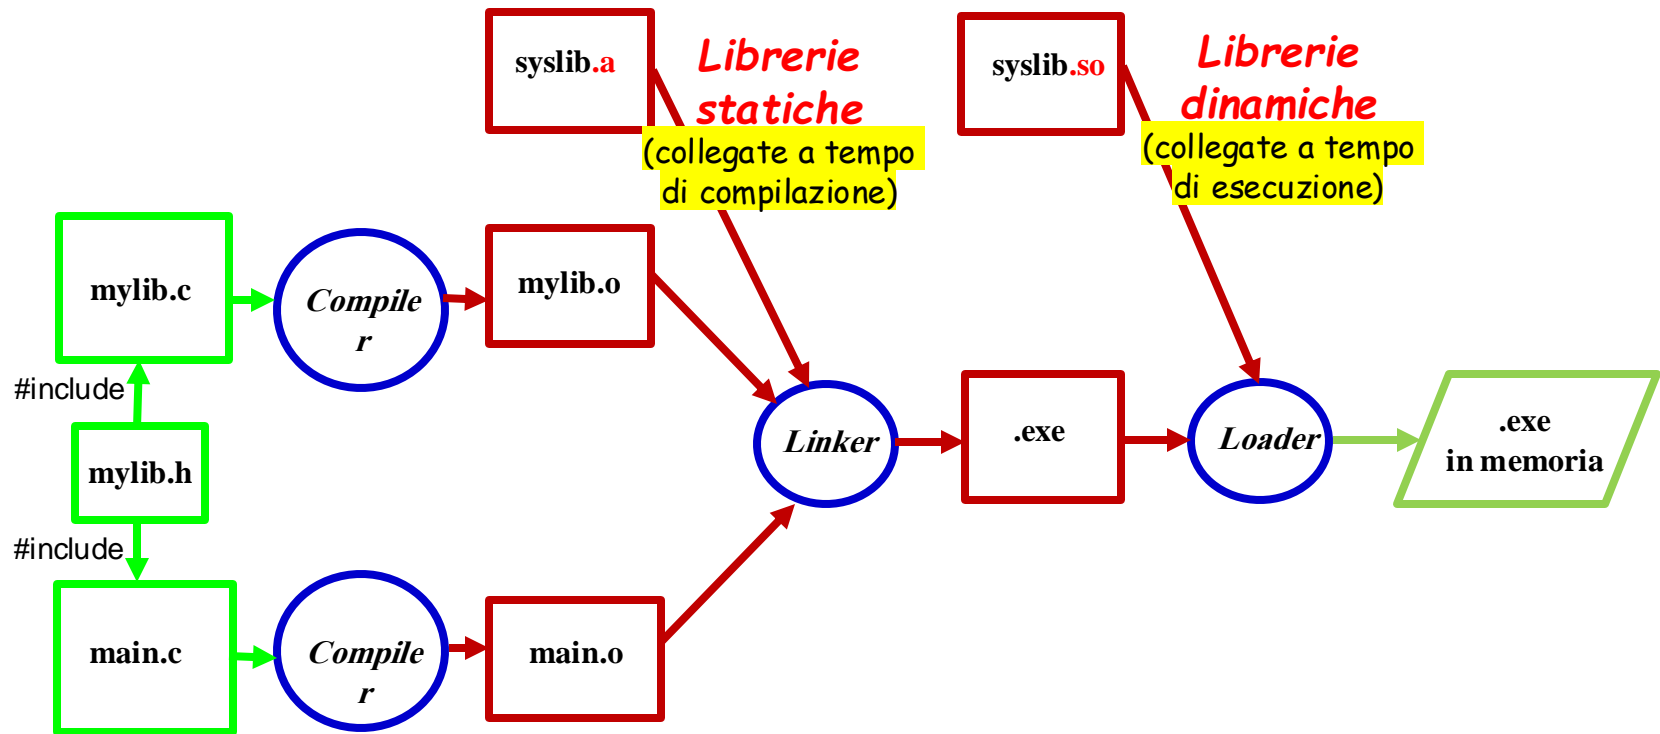 syslib.a
Librerie
statiche
(collegate a tempo
di compilazione)
syslib.so
Librerie
dinamiche
(collegate a tempo
di esecuzione)
mylib.c
Compile
r
mylib.o
#include
mylib.h
#include
Linker
.exe
Loader
.exe
in memoria
main.c
Compile
r
main.o